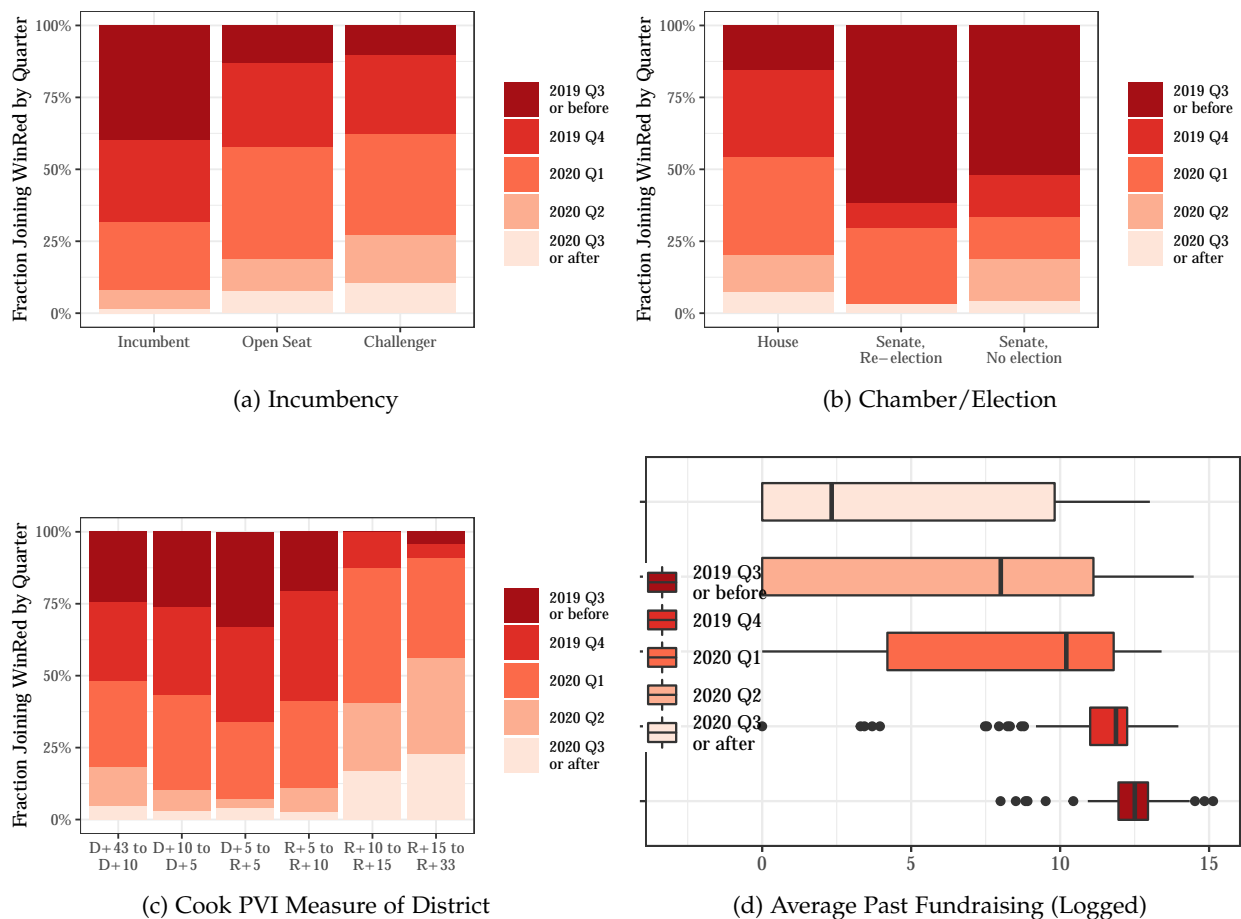 Fraction Joining WinRed by Quarter
100%
75%
50%
25%
0%
Incumbent
Open Seat
Challenger
2019 Q3
or before
2019 Q4
2020 Q1
2020 Q2
2020 Q3
or after
(a) Incumbency
Fraction Joining WinRed by Quarter
100%
75%
50%
25%
0%
House
Senate,
Re−election
Senate,
No election
2019 Q3
or before
2019 Q4
2020 Q1
2020 Q2
2020 Q3
or after
(b) Chamber/Election
Fraction Joining WinRed by Quarter
100%
75%
50%
25%
0%
D+43 to
D+10
D+10 to
D+5
D+5 to
R+5
R+5 to
R+10
R+10 to
R+15
R+15 to
R+33
2019 Q3
or before
2019 Q4
2020 Q1
2020 Q2
2020 Q3
or after
(c) Cook PVI Measure of District
2019 Q3
or before
2019 Q4
2020 Q1
2020 Q2
2020 Q3
or after
0
5
10
15
(d) Average Past Fundraising (Logged)